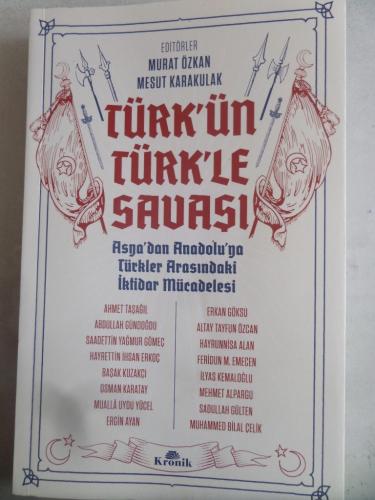 EDİTÖRLER
MURAT ÖZKAN
MESUT KARAKULAK
TÜRK'ÜN
TÜRK'LE
SAVAŞI
Asya'dan Anadolu'ya
Türkler Arasındaki
İktidar Mücadelesi
AHMET TAŞAĞIL
ABDULLAH GÜNDOĞDU
SAADETTİN YAĞMUR GÖMEÇ
HAYRETTİN İHSAN ERKOÇ
BAŞAK KUZAKÇI
OSMAN KARATAY
MUALLÂ UYDU YÜCEL
ERGİN AYAN
ERKAN GÖKSU
ALTAY TAYFUN ÖZCAN
HAYRUNNİSA ALAN
FERİDUN M. EMECEN
İLYAS KEMALOĞLU
MEHMET ALPARGU
SADULLAH GÜLTEN
MUHAMMED BİLAL ÇELİK
Kronik